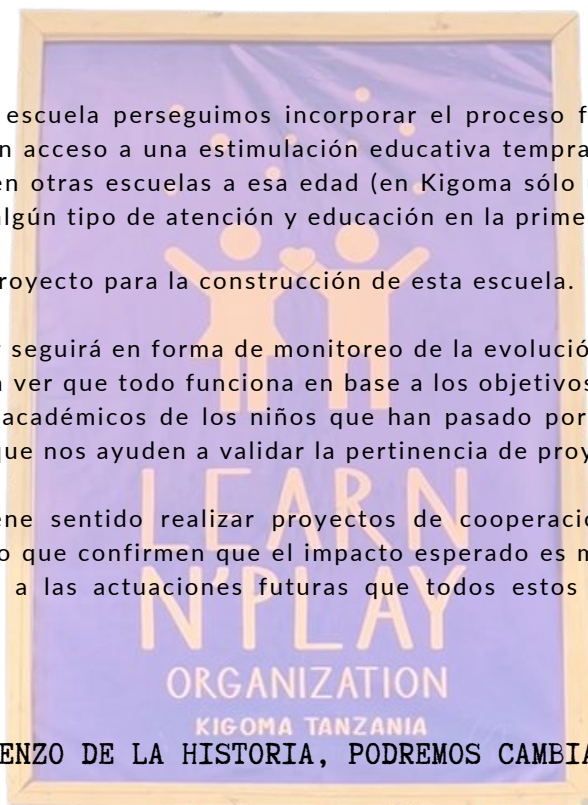 escuela perseguimos incorporar el proceso f
n acceso a una estimulación educativa tempra
en otras escuelas a esa edad (en Kigoma sólo
algún tipo de atención y educación en la prime
royecto para la construcción de esta escuela.
seguirá en forma de monitoreo de la evolució
a ver que todo funciona en base a los objetivos
académicos de los niños que han pasado por
que nos ayuden a validar la pertinencia de proy
ene sentido realizar proyectos de cooperació
o que confirmen que el impacto esperado es m
a las actuaciones futuras que todos estos
LEARN
N'PLAY
ORGANIZATION
KIGOMA TANZANIA
ENZO DE LA HISTORIA, PODREMOS CAMBIA